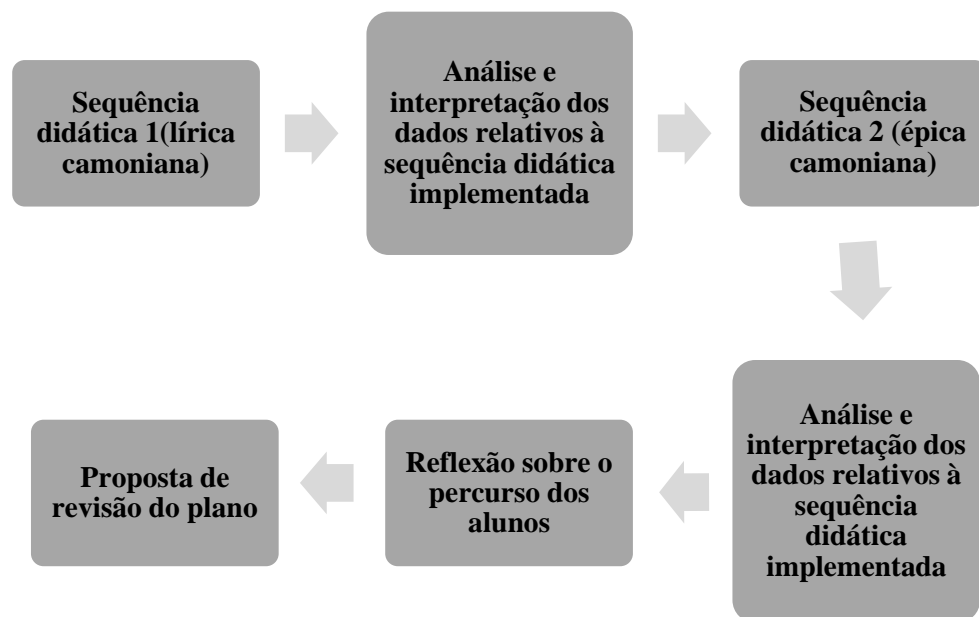 Sequência
didática 1(lírica
camoniana)
Análise e
interpretação dos
dados relativos à
sequência didática
implementada
Sequência
didática 2 (épica
camoniana)
Análise e
interpretação dos
dados relativos à
sequência
didática
implementada
Reflexão sobre o
percurso dos
alunos
Proposta de
revisão do plano